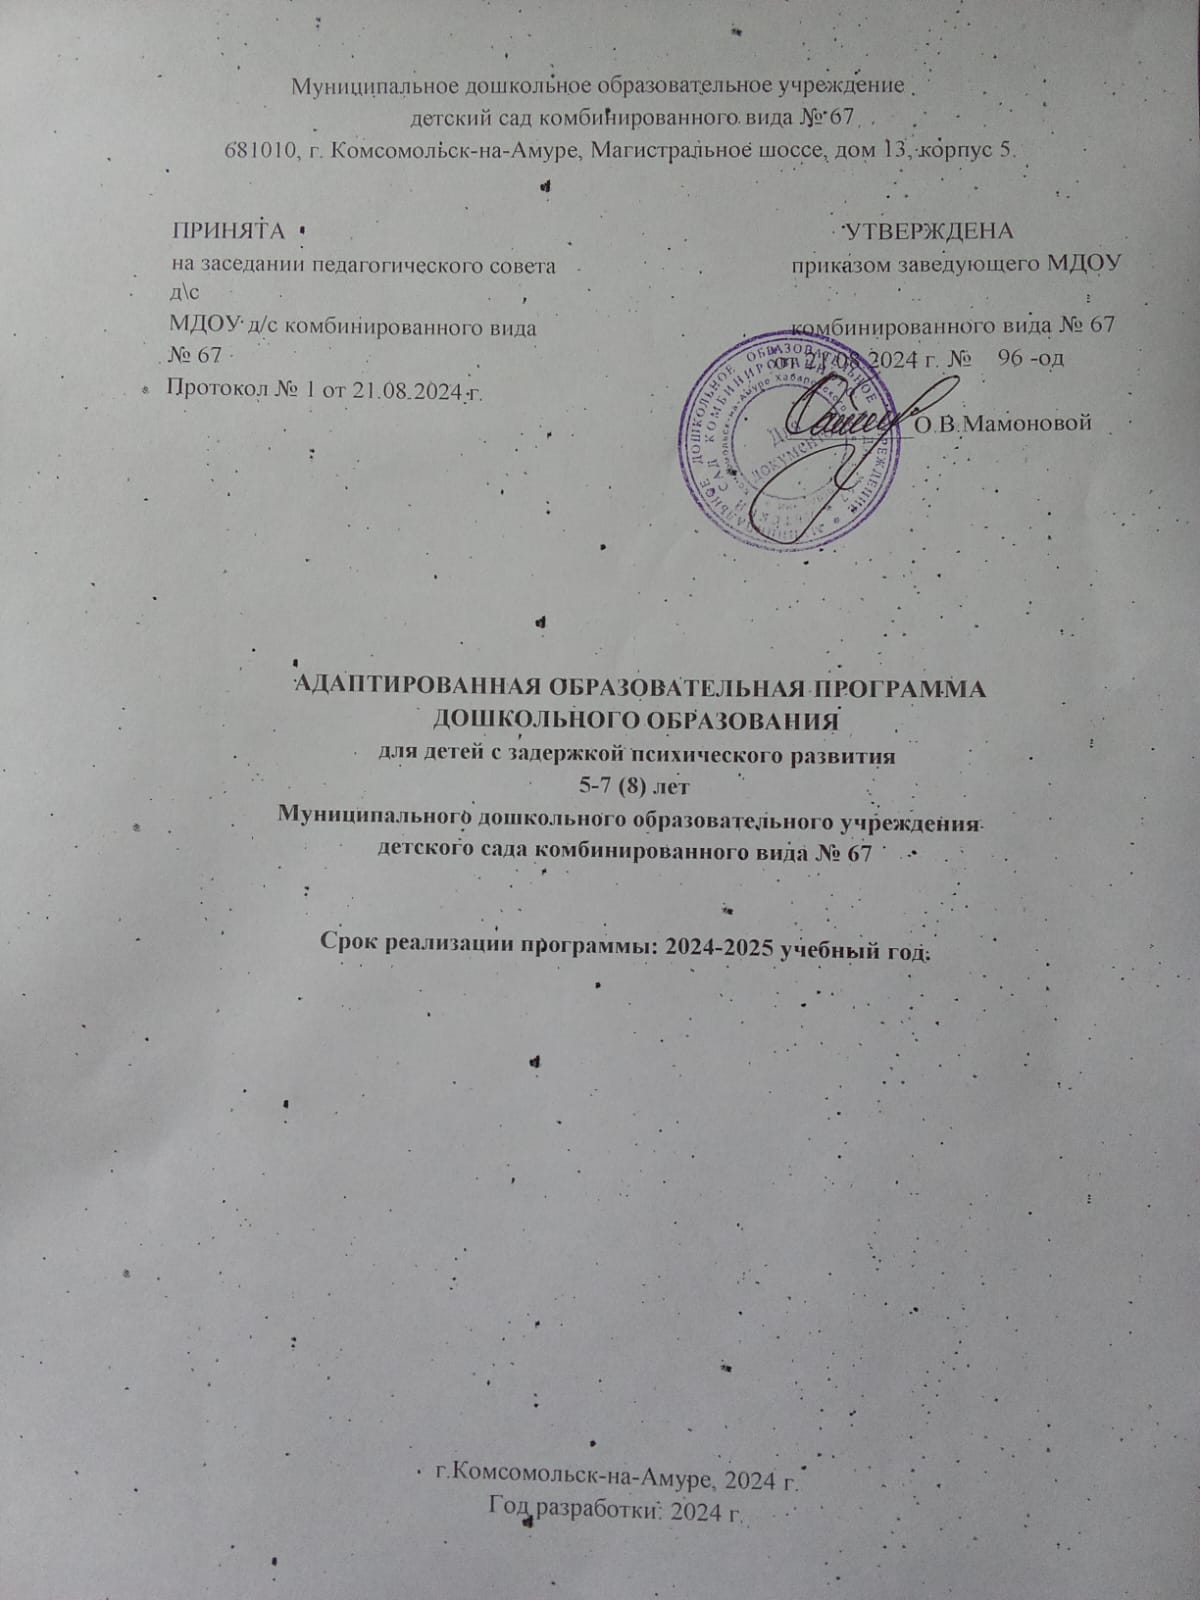 Муниципальное дошкольное образовательное учреждение
детский сад комбинированного вида № 67
681010, г. Комсомольск-на-Амуре, Магистральное шоссе, дом 13, корпус 5.
ПРИНЯТА
на заседании педагогического совета
д\с
МДОУ д/с комбинированного вида
№ 67
Протокол № 1 от 21.08.2024 г.
УТВЕРЖДЕНА
приказом заведующего МДОУ
комбинированного вида № 67
от 21.08 2024 г. № 96 -од
О.В.Мамоновой
АДАПТИРОВАННАЯ ОБРАЗОВАТЕЛЬНАЯ ПРОГРАММА
ДОШКОЛЬНОГО ОБРАЗОВАНИЯ
для детей с задержкой психического развития
5-7 (8) лет
Муниципального дошкольного образовательного учреждения
детского сада комбинированного вида № 67
Срок реализации программы: 2024-2025 учебный год.
г.Комсомольск-на-Амуре, 2024 г.
Год разработки: 2024 г.